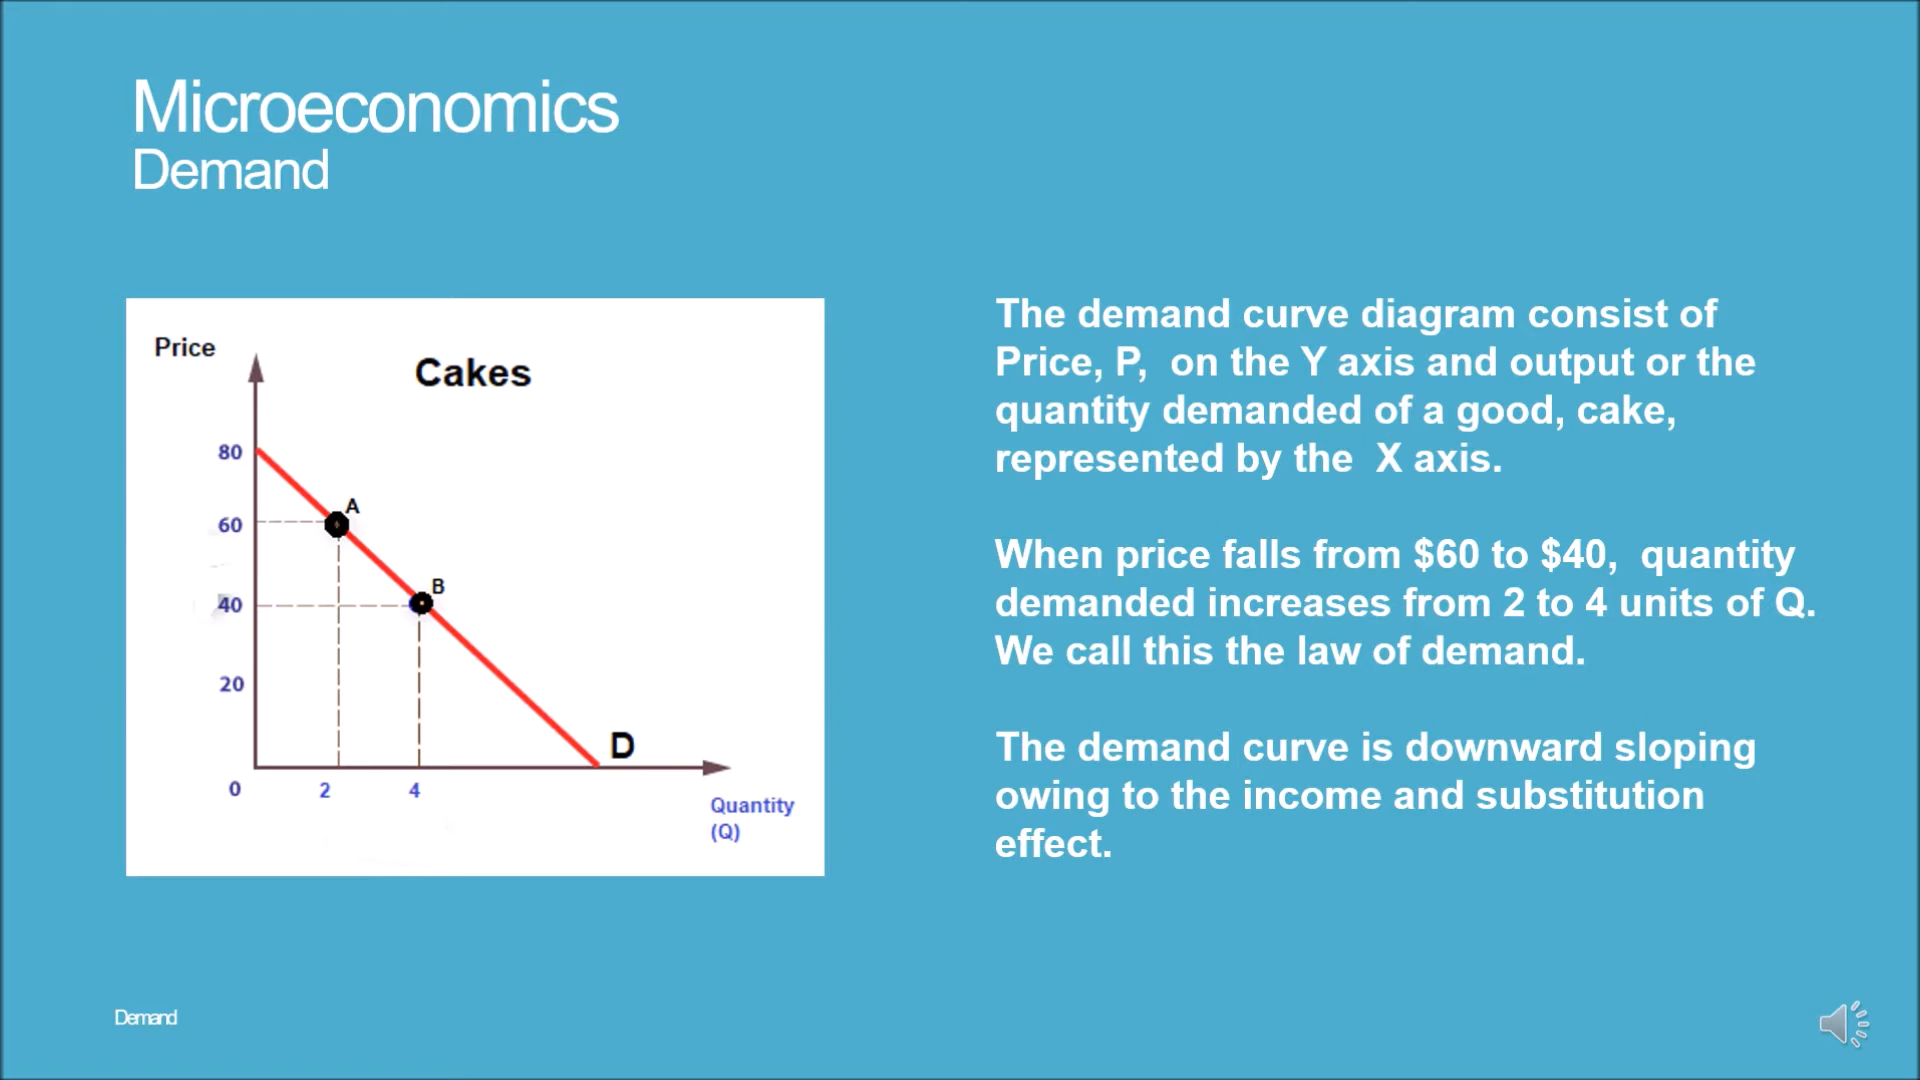 Microeconomics
Demand
Price
Cakes
80
A
60
B
40
20
D
0
2
4
Quantity
(Q)
The demand curve diagram consist of
Price, P,  on the Y axis and output or the
quantity demanded of a good, cake,
represented by the  X axis.
When price falls from $60 to $40,  quantity
demanded increases from 2 to 4 units of Q.
We call this the law of demand.
The demand curve is downward sloping
owing to the income and substitution
effect.
Demand